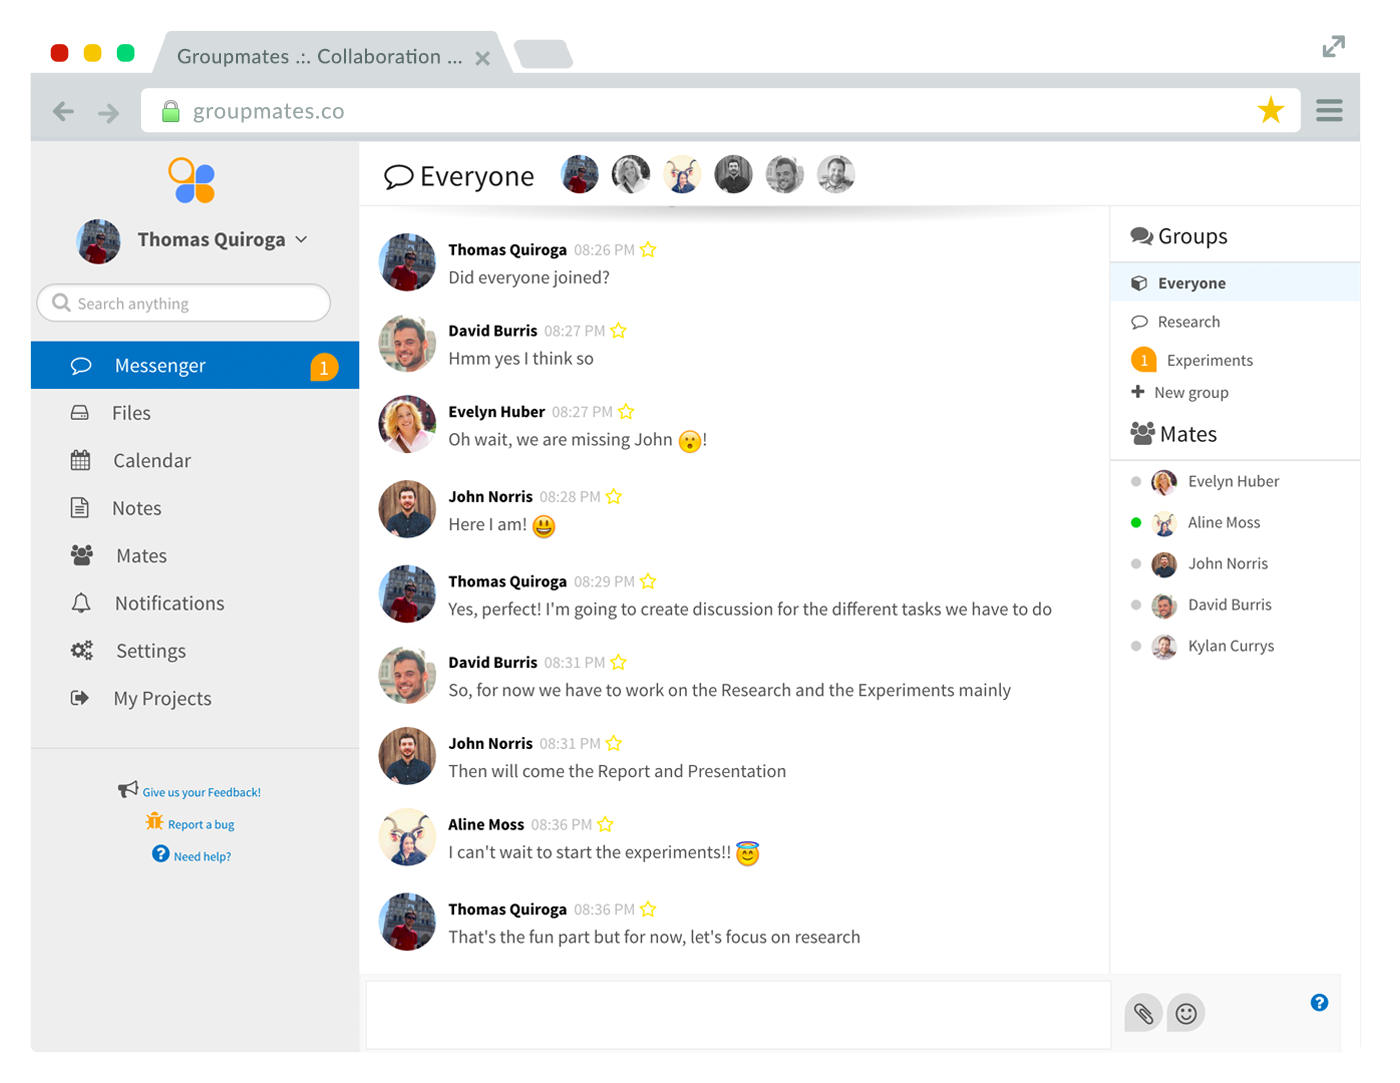 Groupmates .:. Collaboration ...
groupmates.co
Thomas Quiroga
Search anything
Messenger 1
Files
Calendar
Notes
Mates
Notifications
Settings
My Projects
Give us your Feedback!
Report a bug
Need help?
Everyone
Thomas Quiroga 08:26 PM
Did everyone joined?
David Burris 08:27 PM
Hmm yes I think so
Evelyn Huber 08:27 PM
Oh wait, we are missing John 😮!
John Norris 08:28 PM
Here I am! 😃
Thomas Quiroga 08:29 PM
Yes, perfect! I'm going to create discussion for the different tasks we have to do
David Burris 08:31 PM
So, for now we have to work on the Research and the Experiments mainly
John Norris 08:31 PM
Then will come the Report and Presentation
Aline Moss 08:36 PM
I can't wait to start the experiments!! 😇
Thomas Quiroga 08:36 PM
That's the fun part but for now, let's focus on research
Groups
Everyone
Research
1 Experiments
New group
Mates
Evelyn Huber
Aline Moss
John Norris
David Burris
Kylan Currys